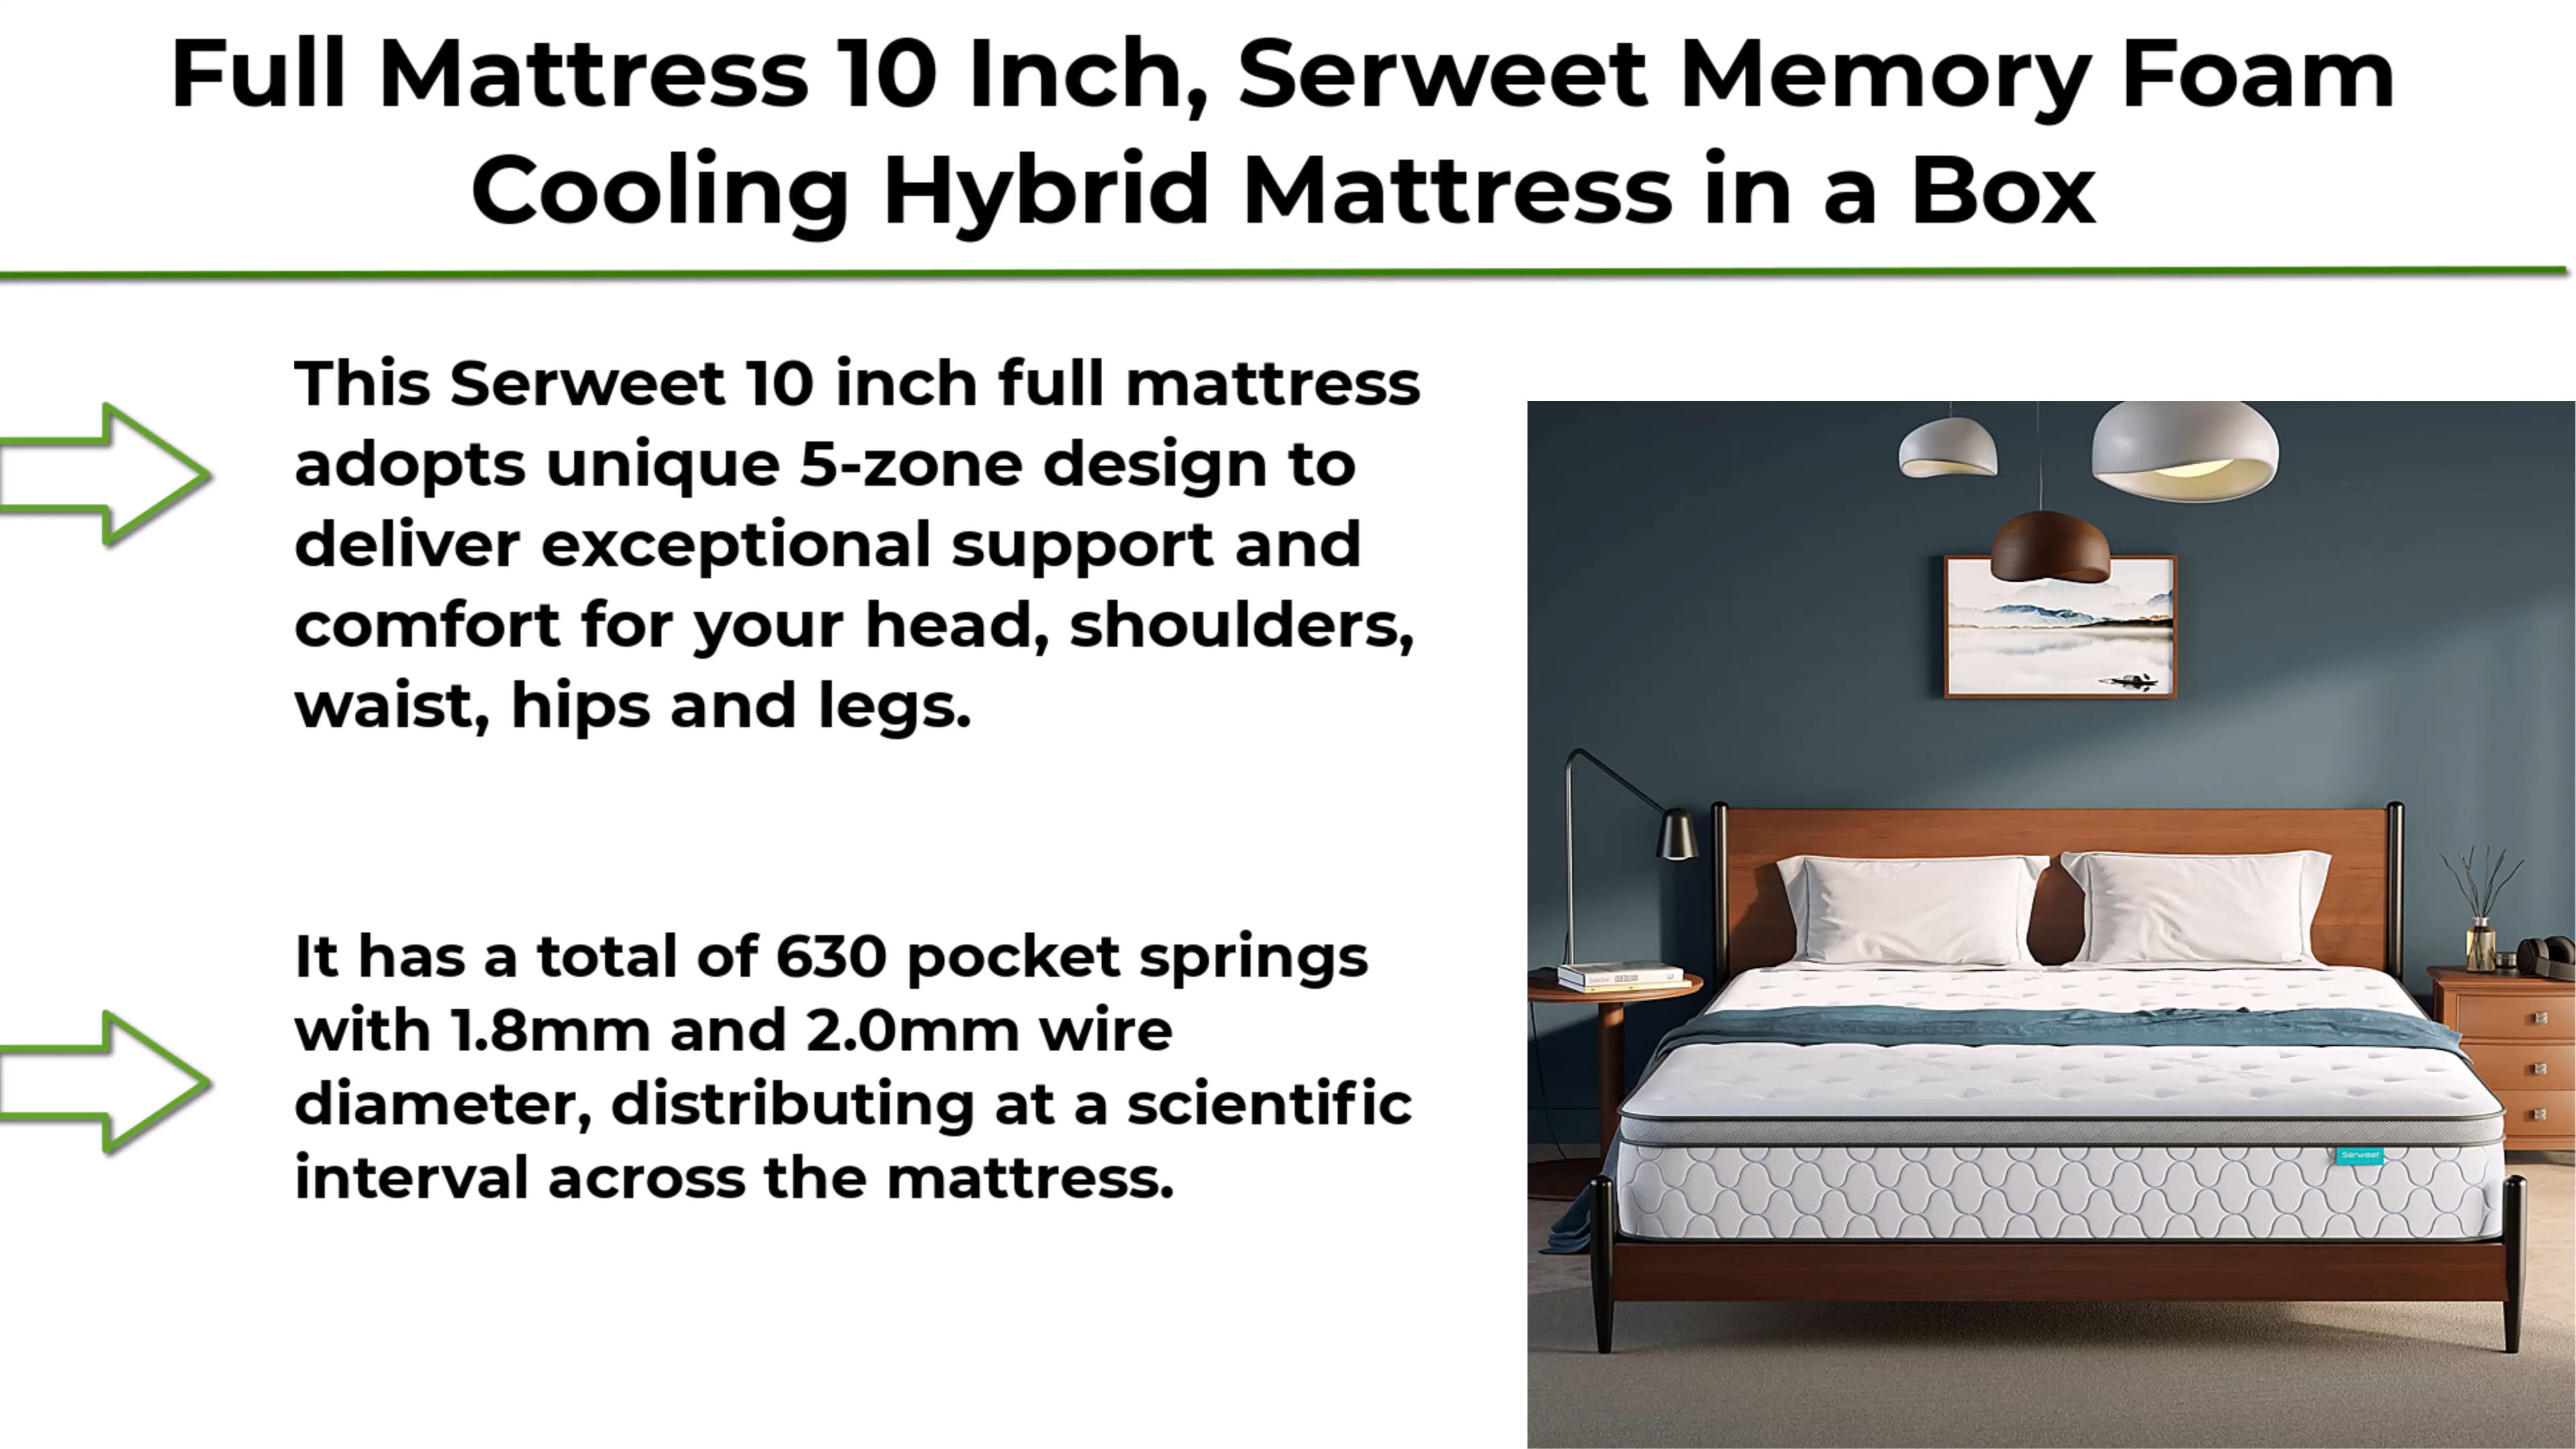 Full Mattress 10 Inch, Serweet Memory Foam
Cooling Hybrid Mattress in a Box
This Serweet 10 inch full mattress
adopts unique 5-zone design to
deliver exceptional support and
comfort for your head, shoulders,
waist, hips and legs.
It has a total of 630 pocket springs
with 1.8mm and 2.0mm wire
diameter, distributing at a scientific
interval across the mattress.
Serweet